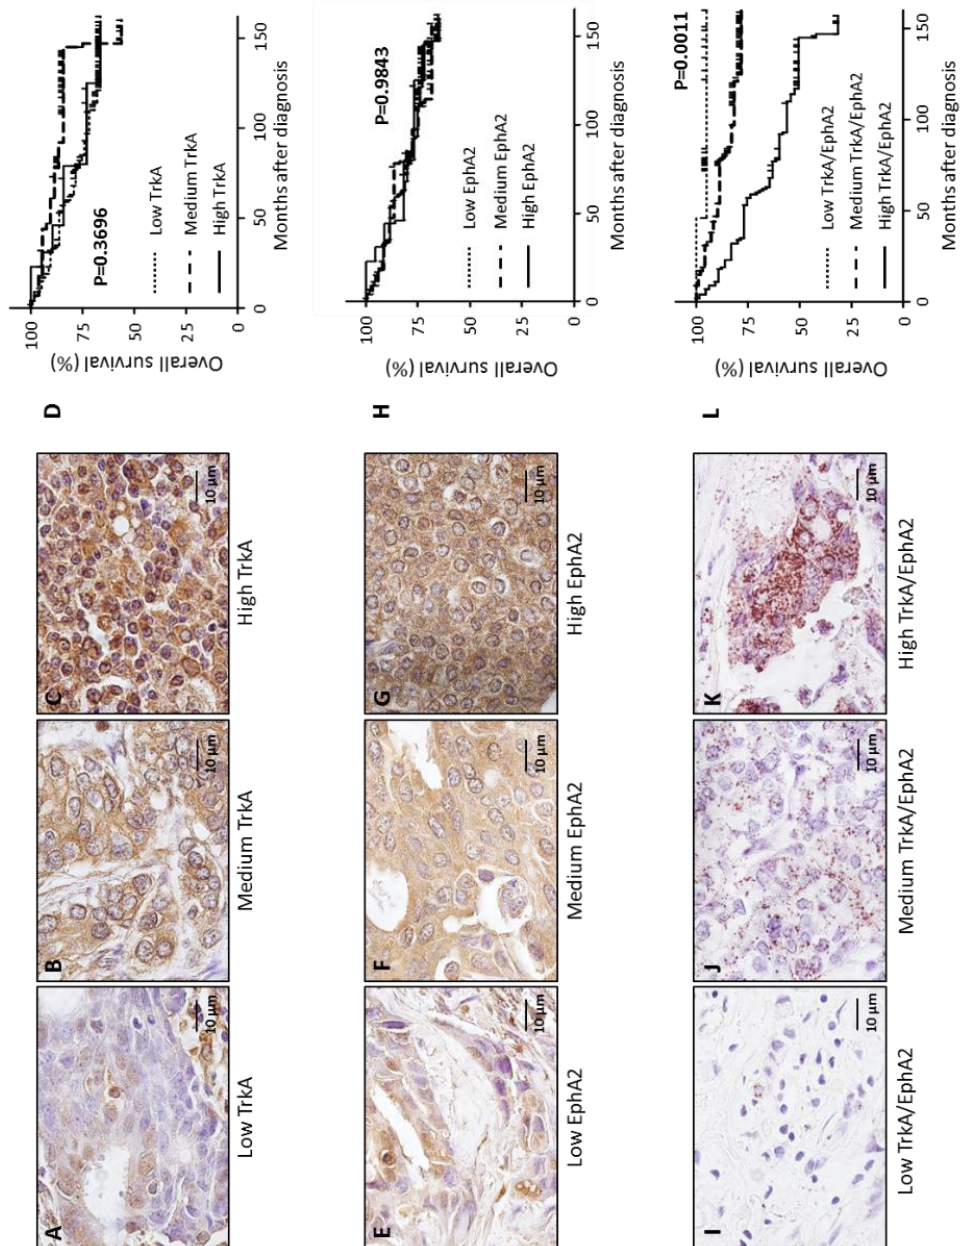 A
10 µm
Low TrkA
B
10 µm
Medium TrkA
C
10 µm
High TrkA
D
Overall survival (%)
100
75
50
25
0
P=0.3696
Low TrkA
Medium TrkA
High TrkA
0
50
100
150
Months after diagnosis
E
10 µm
Low EphA2
F
10 µm
Medium EphA2
G
10 µm
High EphA2
H
Overall survival (%)
100
75
50
25
0
P=0.9843
Low EphA2
Medium EphA2
High EphA2
0
50
100
150
Months after diagnosis
I
10 µm
Low TrkA/EphA2
J
10 µm
Medium TrkA/EphA2
K
10 µm
High TrkA/EphA2
L
Overall survival (%)
100
75
50
25
0
P=0.0011
Low TrkA/EphA2
Medium TrkA/EphA2
High TrkA/EphA2
0
50
100
150
Months after diagnosis